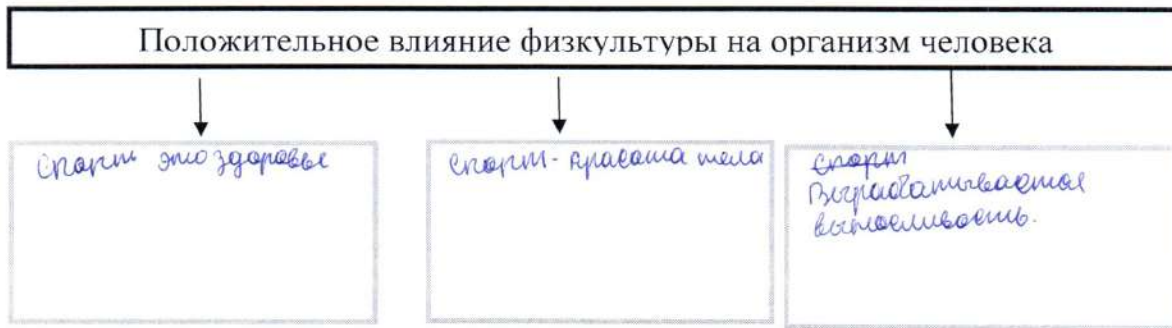 Положительное влияние физкультуры на организм человека
Спорт это здоровье
Спорт - красота тела
спорт
Вырабатывается
выносливость.